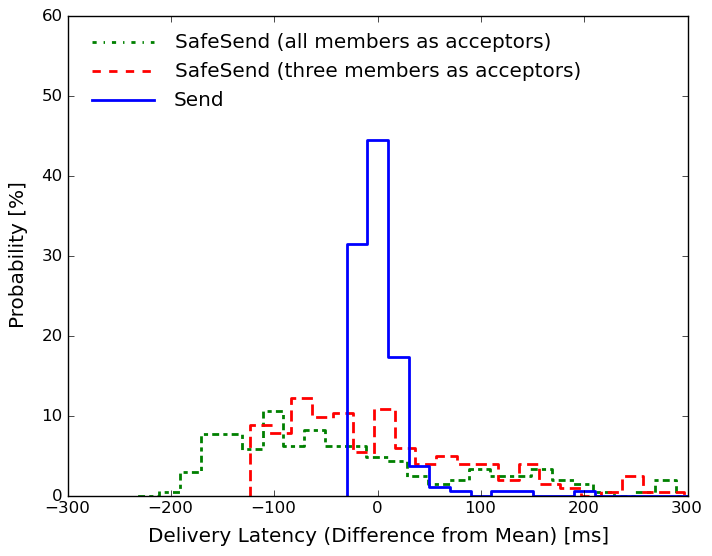 60
50
40
30
20
10
0
Probability [%]
SafeSend (all members as acceptors)
SafeSend (three members as acceptors)
Send
−300
−200
−100
0
100
200
300
Delivery Latency (Difference from Mean) [ms]